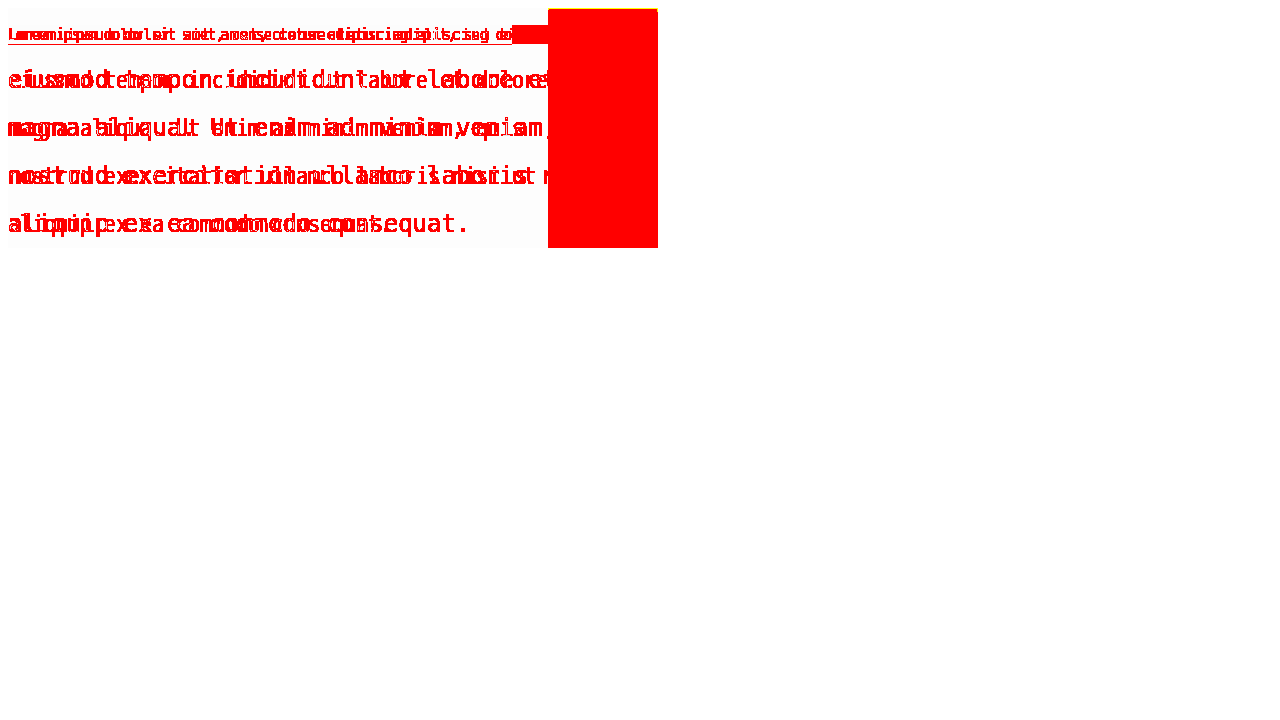 Lorem ipsum dolor sit amet, consectetur adipiscing elit, sed do
eiusmod tempor incididunt ut labore et dolore
magna aliqua. Ut enim ad minim veniam,
nostrud exercitation ullamco laboris nisi ut
aliquip ex ea commodo consequat.